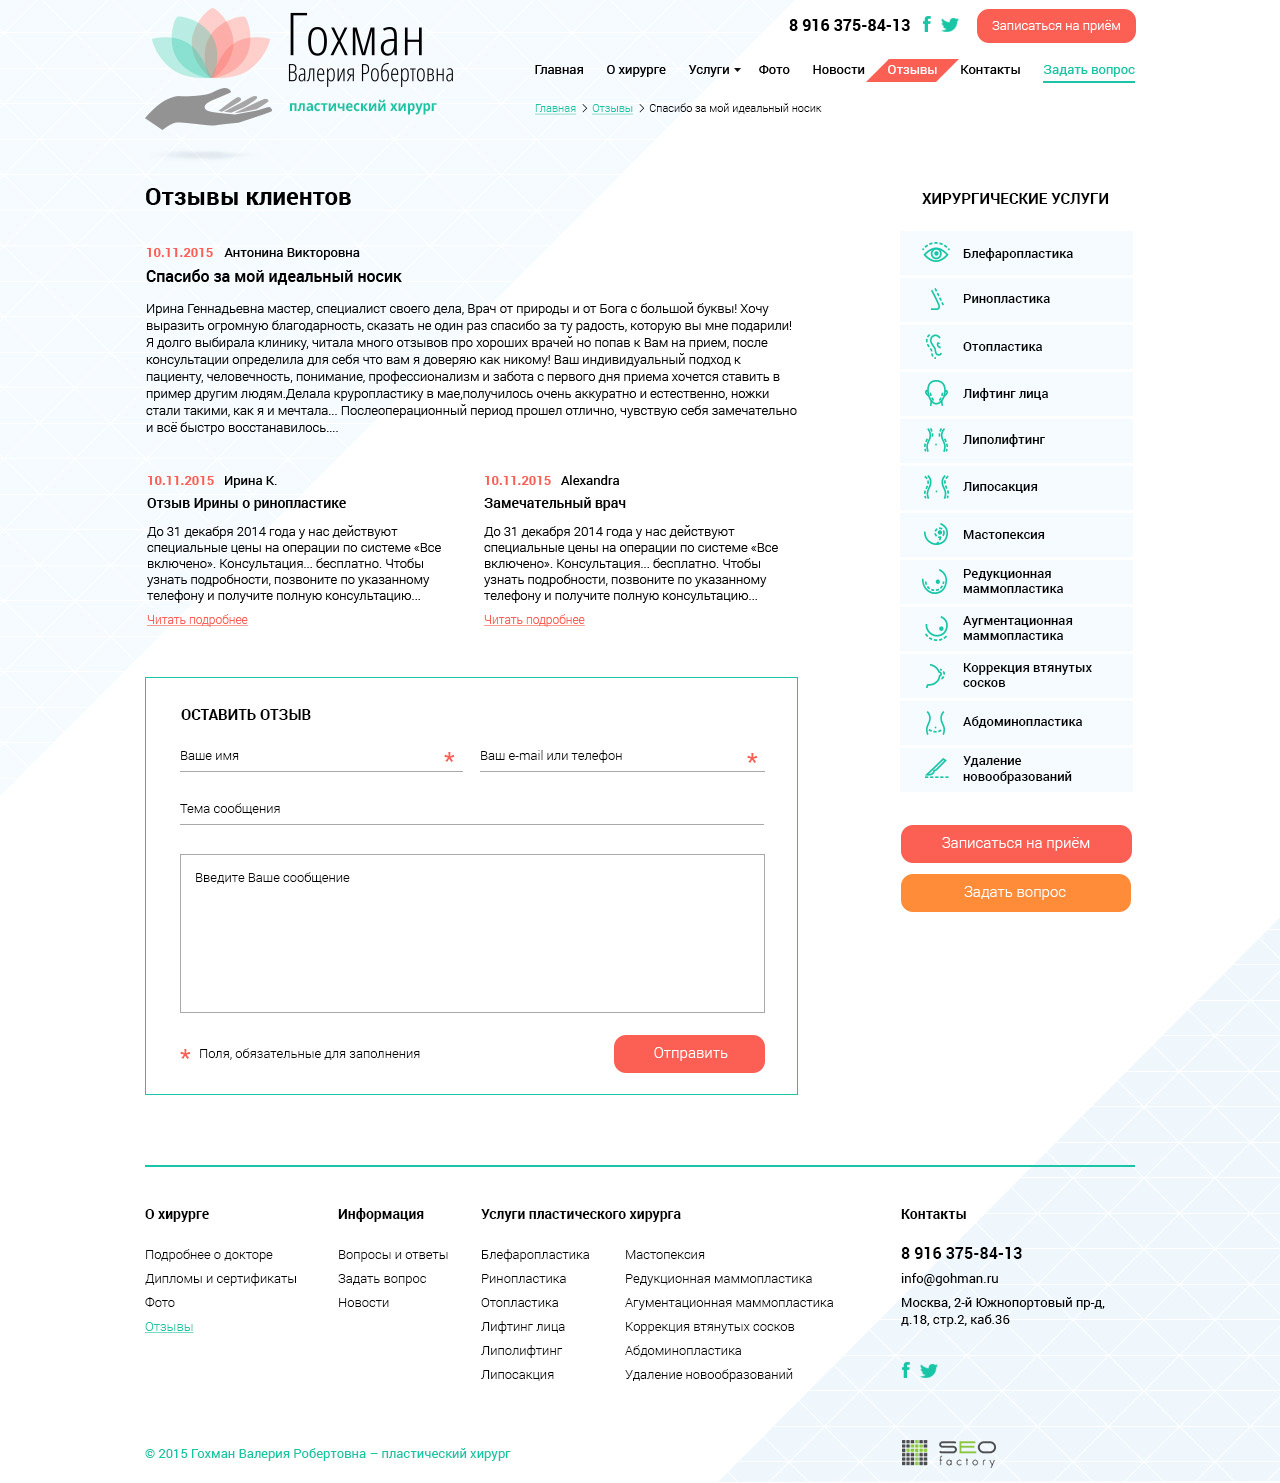 Гохман
Валерия Робертовна
пластический хирург
8 916 375-84-13
Записаться на приём
Главная О хирурге Услуги Фото Новости Отзывы Контакты Задать вопрос
Главная > Отзывы > Спасибо за мой идеальный носик
Отзывы клиентов
10.11.2015 Антонина Викторовна
Спасибо за мой идеальный носик
Ирина Геннадьевна мастер, специалист своего дела, Врач от природы и от Бога с большой буквы! Хочу
выразить огромную благодарность, сказать не один раз спасибо за ту радость, которую вы мне подарили!
Я долго выбирала клинику, читала много отзывов про хороших врачей но попав к Вам на прием, после
консультации определила для себя что вам я доверяю как никому! Ваш индивидуальный подход к
пациенту, человечность, понимание, профессионализм и забота с первого дня приема хочется ставить в
пример другим людям.Делала круропластику в мае,получилось очень аккуратно и естественно, ножки
стали такими, как я и мечтала... Послеоперационный период прошел отлично, чувствую себя замечательно
и всё быстро восстанавилось....
10.11.2015 Ирина К.
Отзыв Ирины о ринопластике
До 31 декабря 2014 года у нас действуют
специальные цены на операции по системе «Все
включено». Консультация... бесплатно. Чтобы
узнать подробности, позвоните по указанному
телефону и получите полную консультацию...
Читать подробнее
10.11.2015 Alexandra
Замечательный врач
До 31 декабря 2014 года у нас действуют
специальные цены на операции по системе «Все
включено». Консультация... бесплатно. Чтобы
узнать подробности, позвоните по указанному
телефону и получите полную консультацию...
Читать подробнее
ОСТАВИТЬ ОТЗЫВ
Ваше имя *
Ваш e-mail или телефон *
Тема сообщения
Введите Ваше сообщение
* Поля, обязательные для заполнения
Отправить
ХИРУРГИЧЕСКИЕ УСЛУГИ
Блефаропластика
Ринопластика
Отопластика
Лифтинг лица
Липолифтинг
Липосакция
Мастопексия
Редукционная
маммопластика
Аугментационная
маммопластика
Коррекция втянутых
сосков
Абдоминопластика
Удаление
новообразований
Записаться на приём
Задать вопрос
О хирурге
Подробнее о докторе
Дипломы и сертификаты
Фото
Отзывы
Информация
Вопросы и ответы
Задать вопрос
Новости
Услуги пластического хирурга
Блефаропластика
Ринопластика
Отопластика
Лифтинг лица
Липолифтинг
Липосакция
Мастопексия
Редукционная маммопластика
Агументационная маммопластика
Коррекция втянутых сосков
Абдоминопластика
Удаление новообразований
Контакты
8 916 375-84-13
info@gohman.ru
Москва, 2-й Южнопортовый пр-д,
д.18, стр.2, каб.36
© 2015 Гохман Валерия Робертовна – пластический хирург
SEO
factory